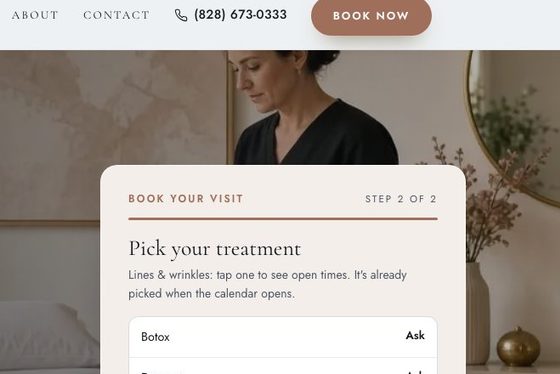 ABOUT CONTACT (828) 673-0333 BOOK NOW
BOOK YOUR VISIT STEP 2 OF 2
Pick your treatment
Lines & wrinkles: tap one to see open times. It's already
picked when the calendar opens.
Botox Ask